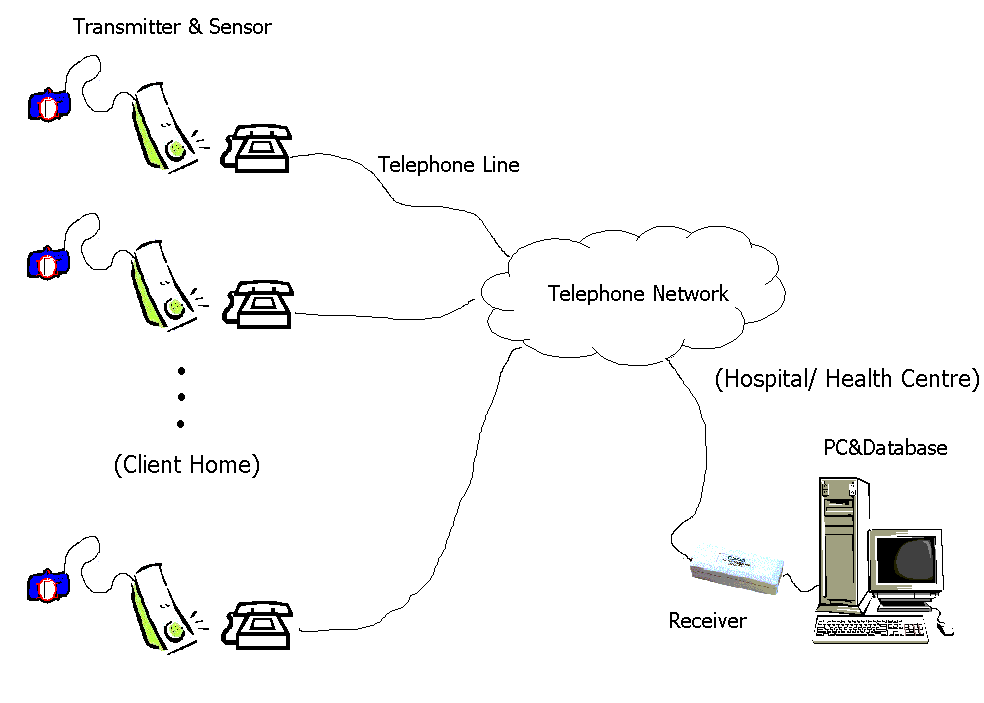 Transmitter & Sensor
Telephone Line
Telephone Network
(Hospital/ Health Centre)
PC&Database
(Client Home)
Receiver